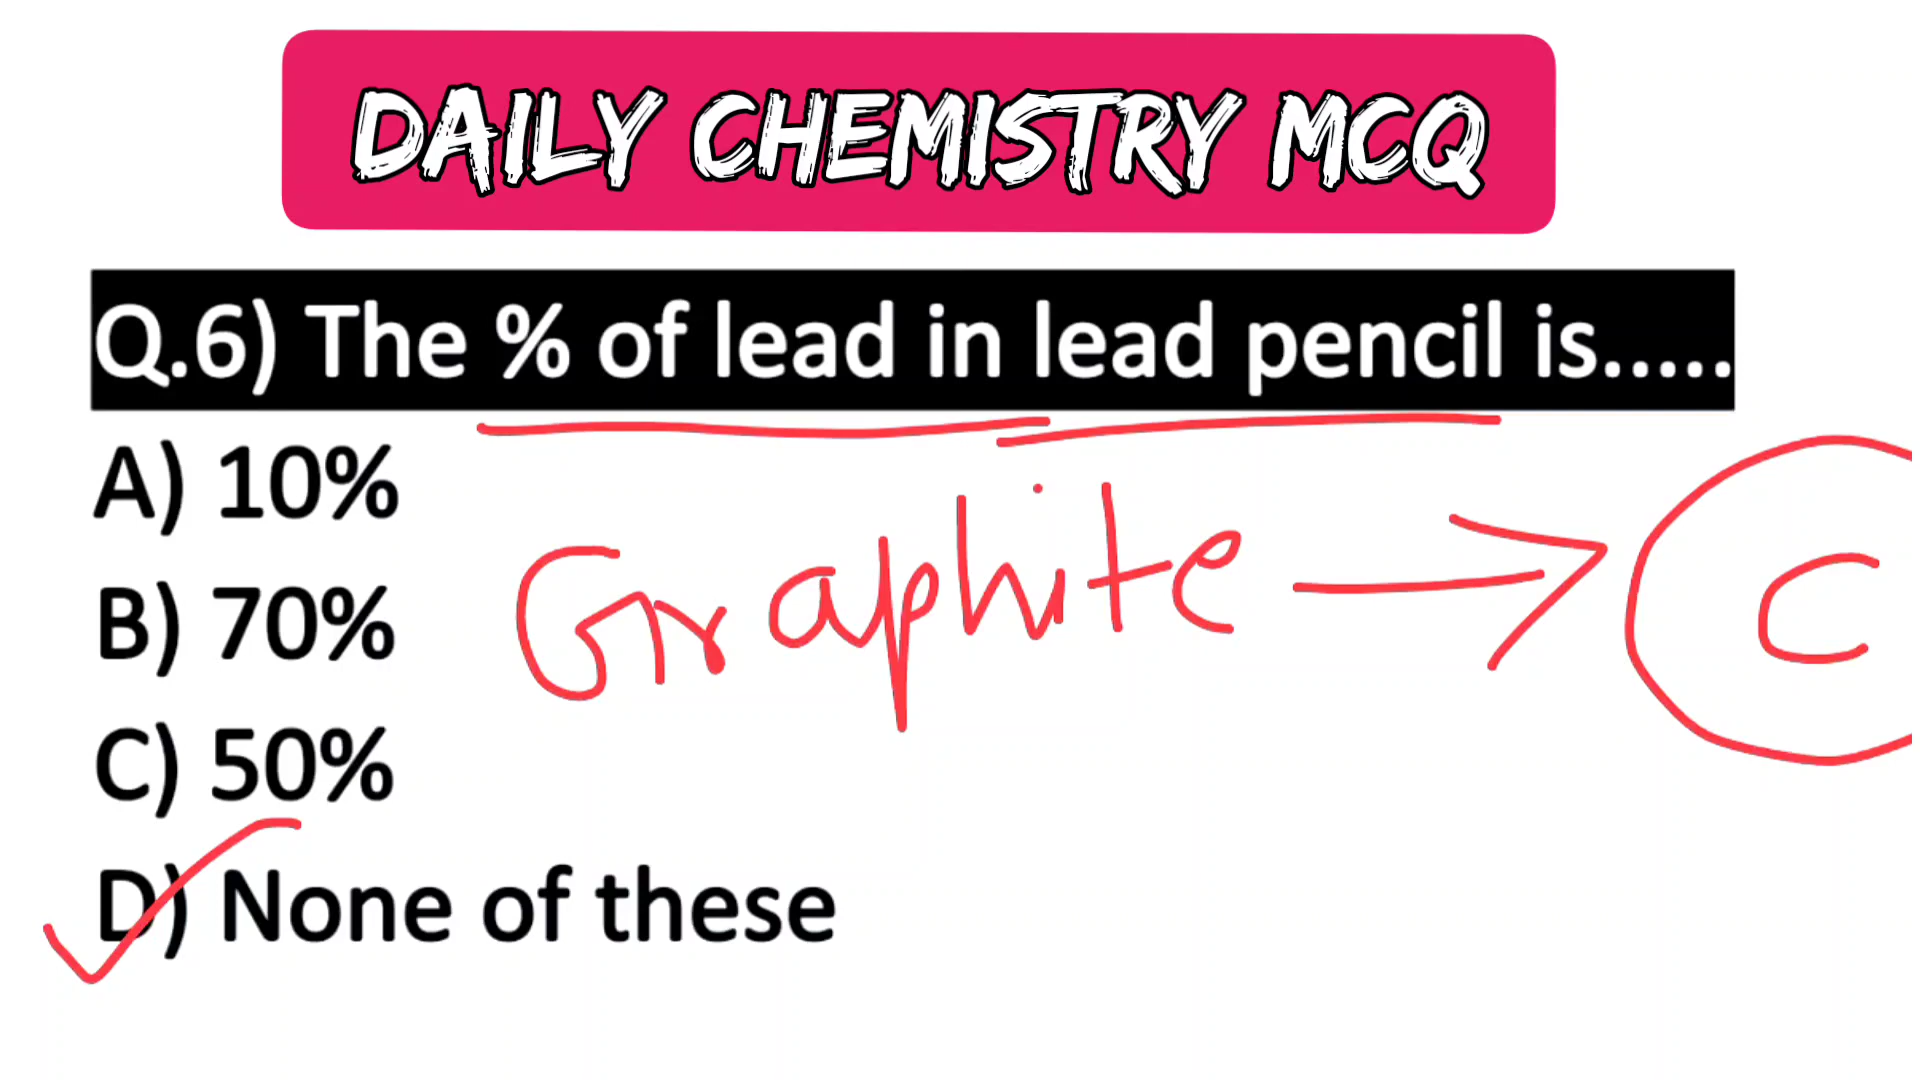 DAILY CHEMISTRY MCQ
Q.6) The % of lead in lead pencil is.....
A) 10%
Graphite → C
B) 70%
C) 50%
D) None of these